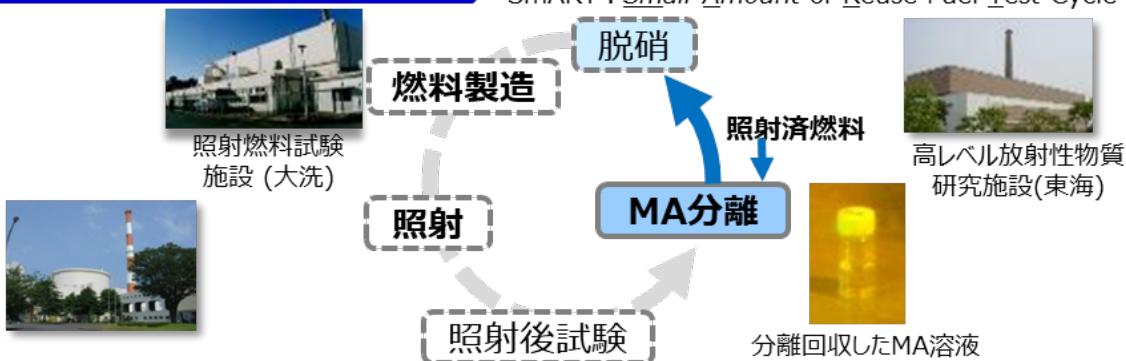 SmART : Small Amount of Reuse Fuel Test Cycle
脱硝
燃料製造
照射燃料試験
施設 (大洗)
照射済燃料
高レベル放射性物質
研究施設(東海)
MA分離
照射
照射後試験
分離回収したMA溶液